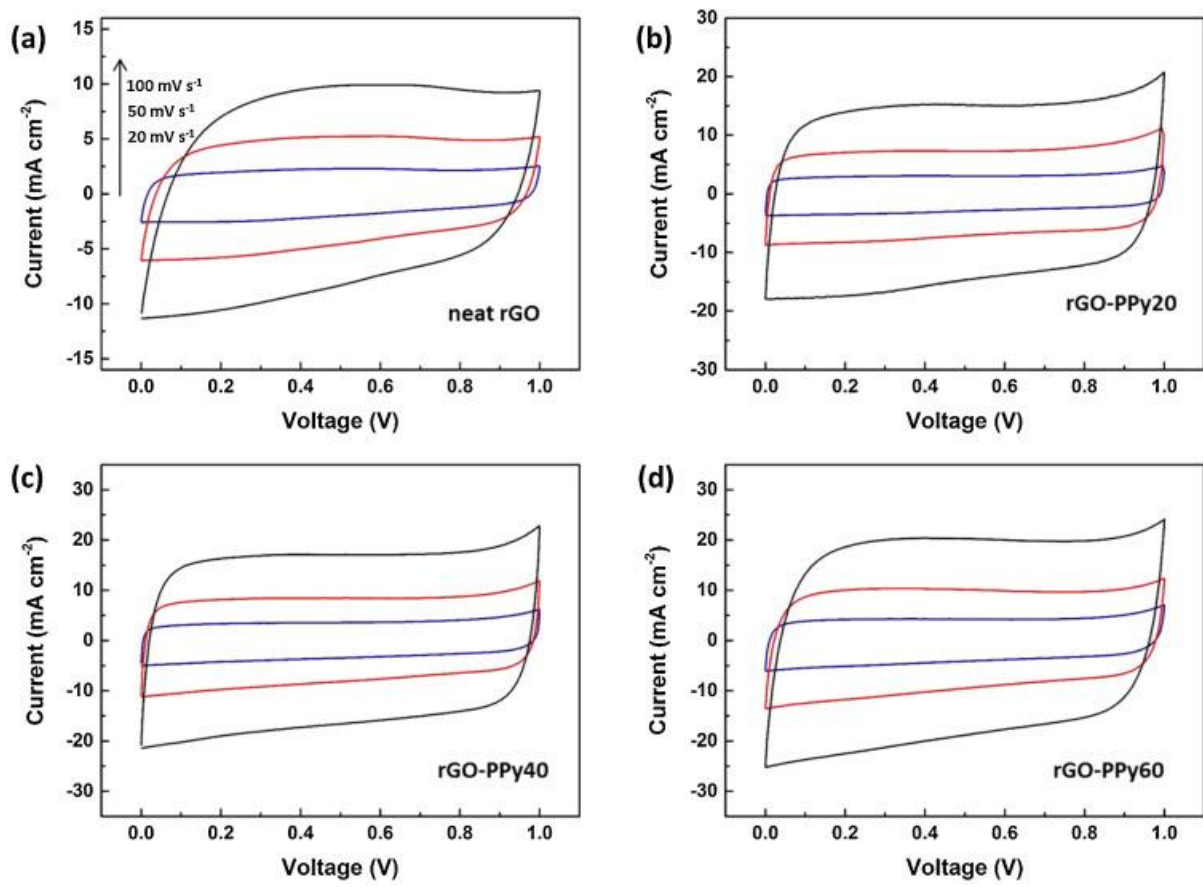 (a)
15
10
5
0
-5
-10
-15
Current (mA cm-2)
100 mV s-1
50 mV s-1
20 mV s-1
neat rGO
0.0 0.2 0.4 0.6 0.8 1.0
Voltage (V)
(b)
30
20
10
0
-10
-20
-30
Current (mA cm-2)
rGO-PPy20
0.0 0.2 0.4 0.6 0.8 1.0
Voltage (V)
(c)
30
20
10
0
-10
-20
-30
Current (mA cm-2)
rGO-PPy40
0.0 0.2 0.4 0.6 0.8 1.0
Voltage (V)
(d)
30
20
10
0
-10
-20
-30
Current (mA cm-2)
rGO-PPy60
0.0 0.2 0.4 0.6 0.8 1.0
Voltage (V)